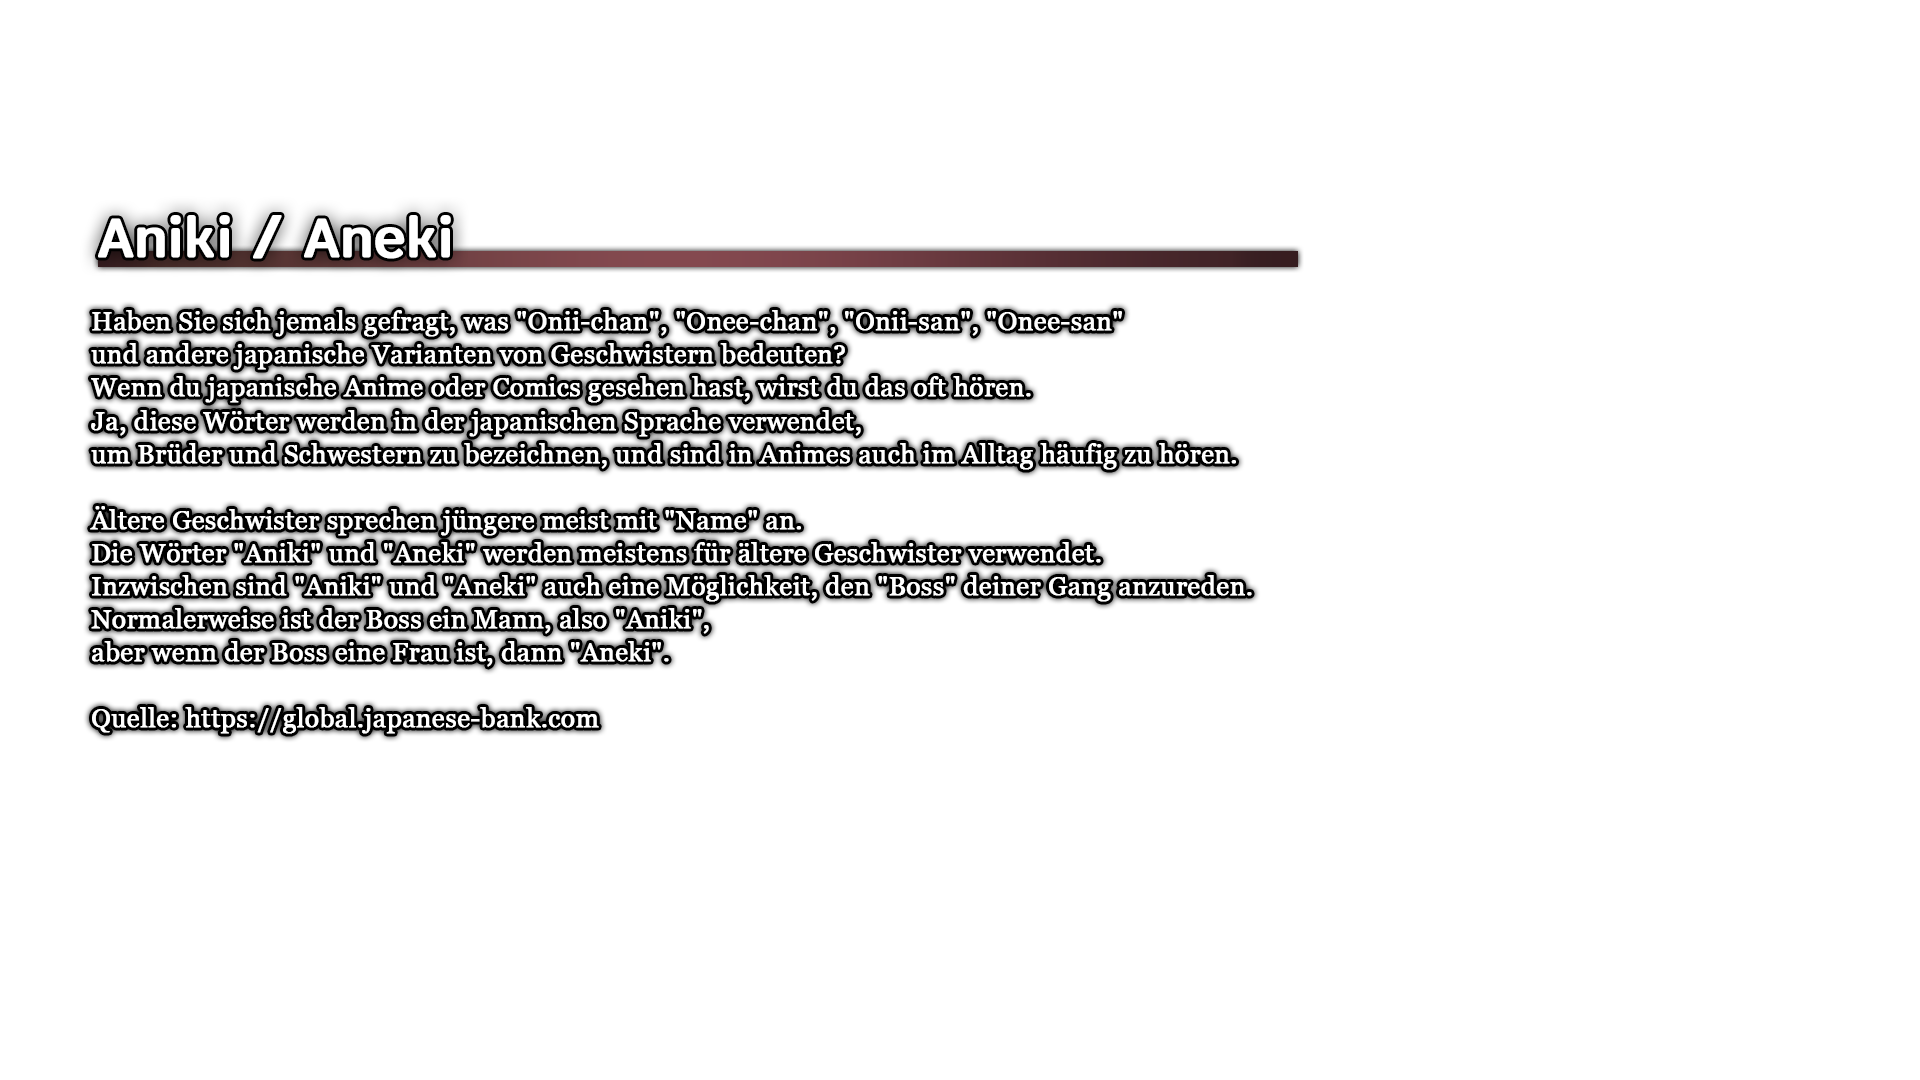 Aniki / Aneki
Haben Sie sich jemals gefragt, was "Onii-chan", "Onee-chan", "Onii-san", "Onee-san"
und andere japanische Varianten von Geschwistern bedeuten?
Wenn du japanische Anime oder Comics gesehen hast, wirst du das oft hören.
Ja, diese Wörter werden in der japanischen Sprache verwendet,
um Brüder und Schwestern zu bezeichnen, und sind in Animes auch im Alltag häufig zu hören.
Ältere Geschwister sprechen jüngere meist mit "Name" an.
Die Wörter "Aniki" und "Aneki" werden meistens für ältere Geschwister verwendet.
Inzwischen sind "Aniki" und "Aneki" auch eine Möglichkeit, den "Boss" deiner Gang anzureden.
Normalerweise ist der Boss ein Mann, also "Aniki",
aber wenn der Boss eine Frau ist, dann "Aneki".
Quelle: https://global.japanese-bank.com